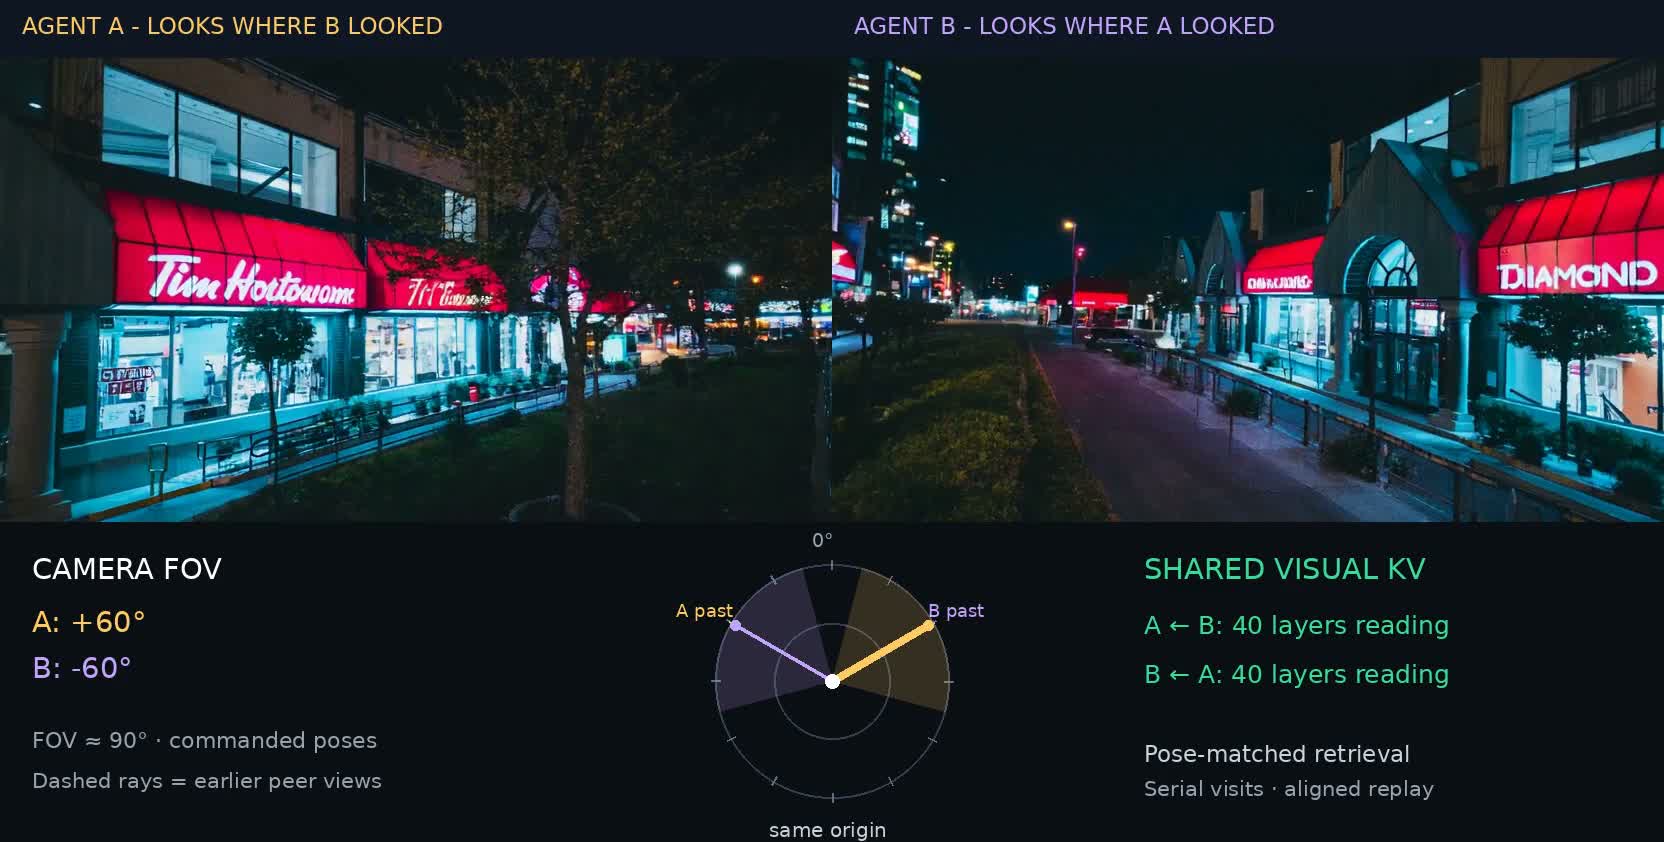 AGENT A - LOOKS WHERE B LOOKED
AGENT B - LOOKS WHERE A LOOKED
Tim Hortowom
DIAMOND
CAMERA FOV
A: +60°
B: -60°
FOV ≈ 90° · commanded poses
Dashed rays = earlier peer views
0°
A past
B past
same origin
SHARED VISUAL KV
A ← B: 40 layers reading
B ← A: 40 layers reading
Pose-matched retrieval
Serial visits · aligned replay